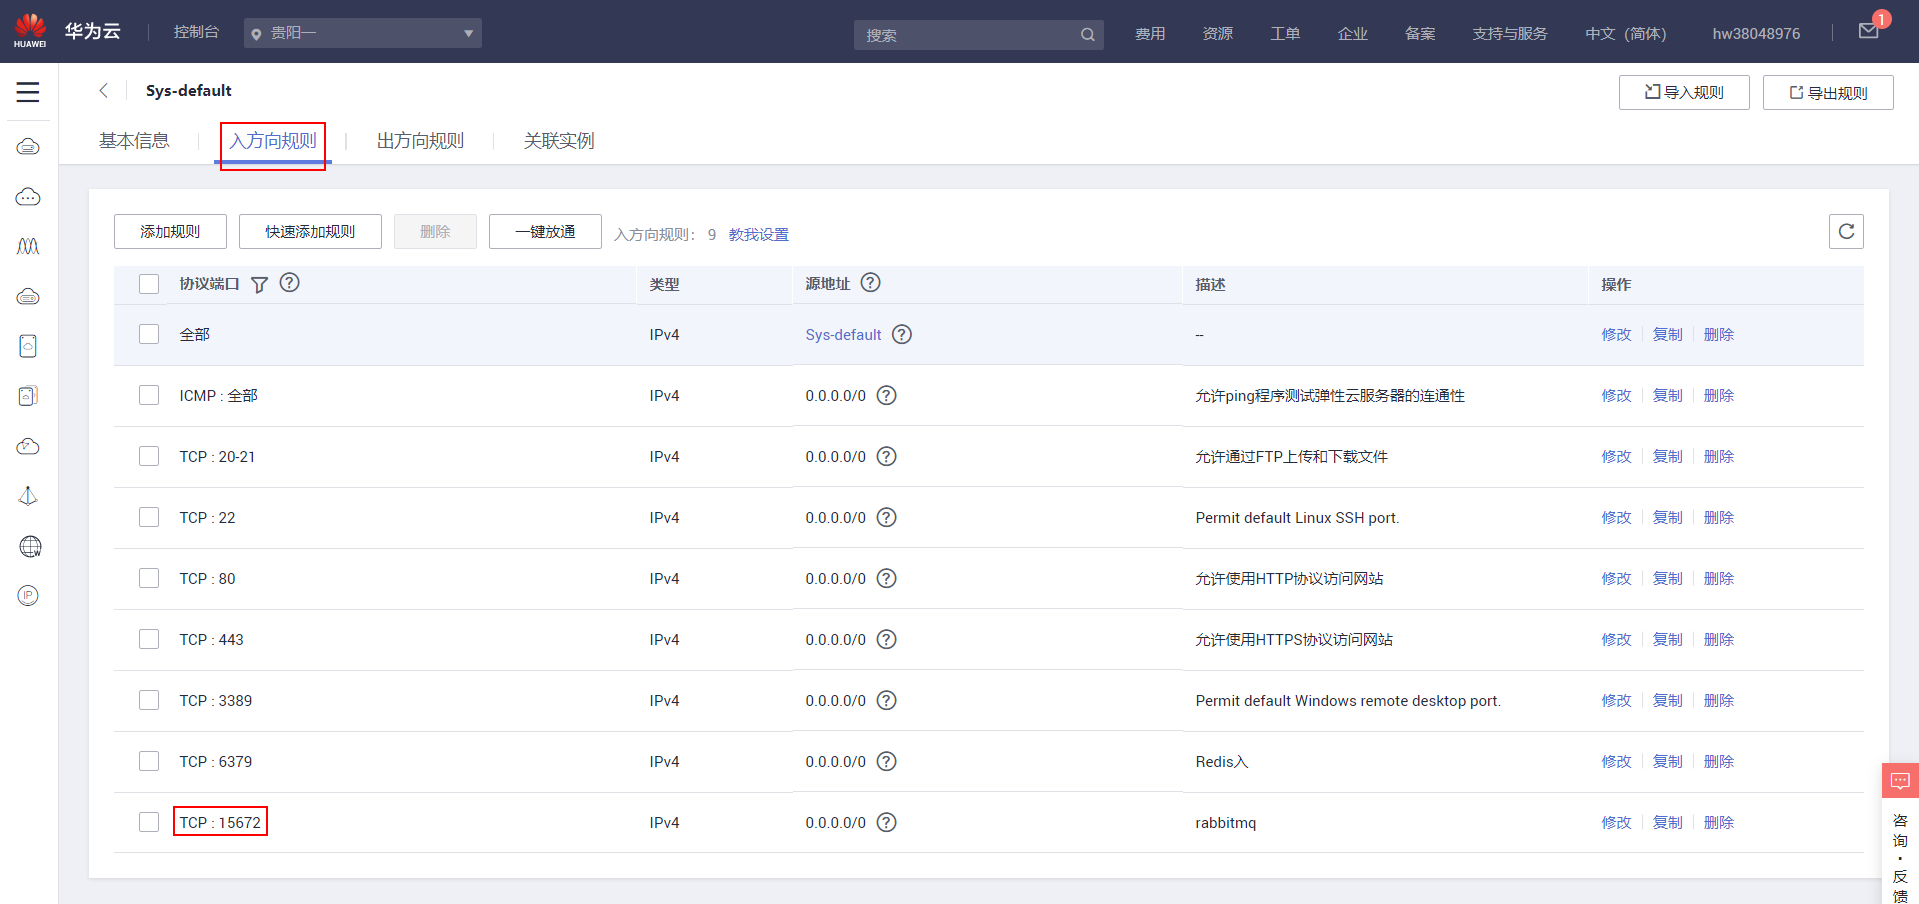 HUAWEI 华为云 控制台 贵阳一 搜索 费用 资源 工单 企业 备案 支持与服务 中文（简体） hw38048976 1
Sys-default 导入规则 导出规则
基本信息 入方向规则 出方向规则 关联实例
添加规则 快速添加规则 删除 一键放通 入方向规则： 9 教我设置
协议端口 类型 源地址 描述 操作
全部 IPv4 Sys-default -- 修改 复制 删除
ICMP : 全部 IPv4 0.0.0.0/0 允许ping程序测试弹性云服务器的连通性 修改 复制 删除
TCP : 20-21 IPv4 0.0.0.0/0 允许通过FTP上传和下载文件 修改 复制 删除
TCP : 22 IPv4 0.0.0.0/0 Permit default Linux SSH port. 修改 复制 删除
TCP : 80 IPv4 0.0.0.0/0 允许使用HTTP协议访问网站 修改 复制 删除
TCP : 443 IPv4 0.0.0.0/0 允许使用HTTPS协议访问网站 修改 复制 删除
TCP : 3389 IPv4 0.0.0.0/0 Permit default Windows remote desktop port. 修改 复制 删除
TCP : 6379 IPv4 0.0.0.0/0 Redis入 修改 复制 删除
TCP : 15672 IPv4 0.0.0.0/0 rabbitmq 修改 复制 删除
IP
咨询·反馈